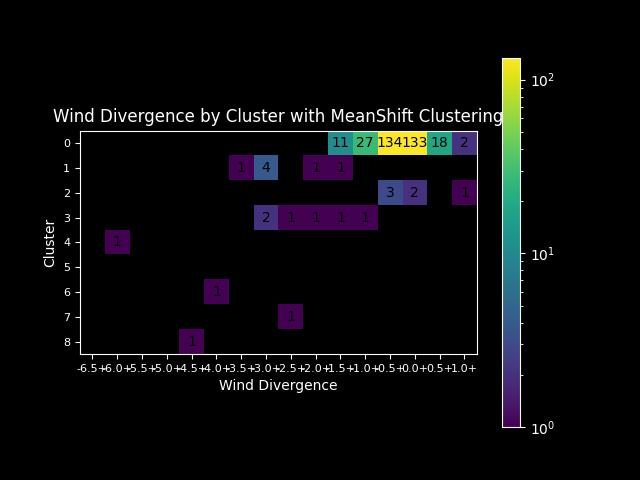 Wind Divergence by Cluster with MeanShift Clustering
0 11 27 134 133 18 2
1 1 4 1 1
2 3 2 1
3 2 1 1 1 1
4 1
5
6 1
7 1
8 1
Cluster
-6.5+ -6.0+ -5.5+ -5.0+ -4.5+ -4.0+ -3.5+ -3.0+ -2.5+ -2.0+ -1.5+ -1.0+ -0.5+ 0.0+ 0.5+ 1.0+
Wind Divergence
10²
10¹
10⁰